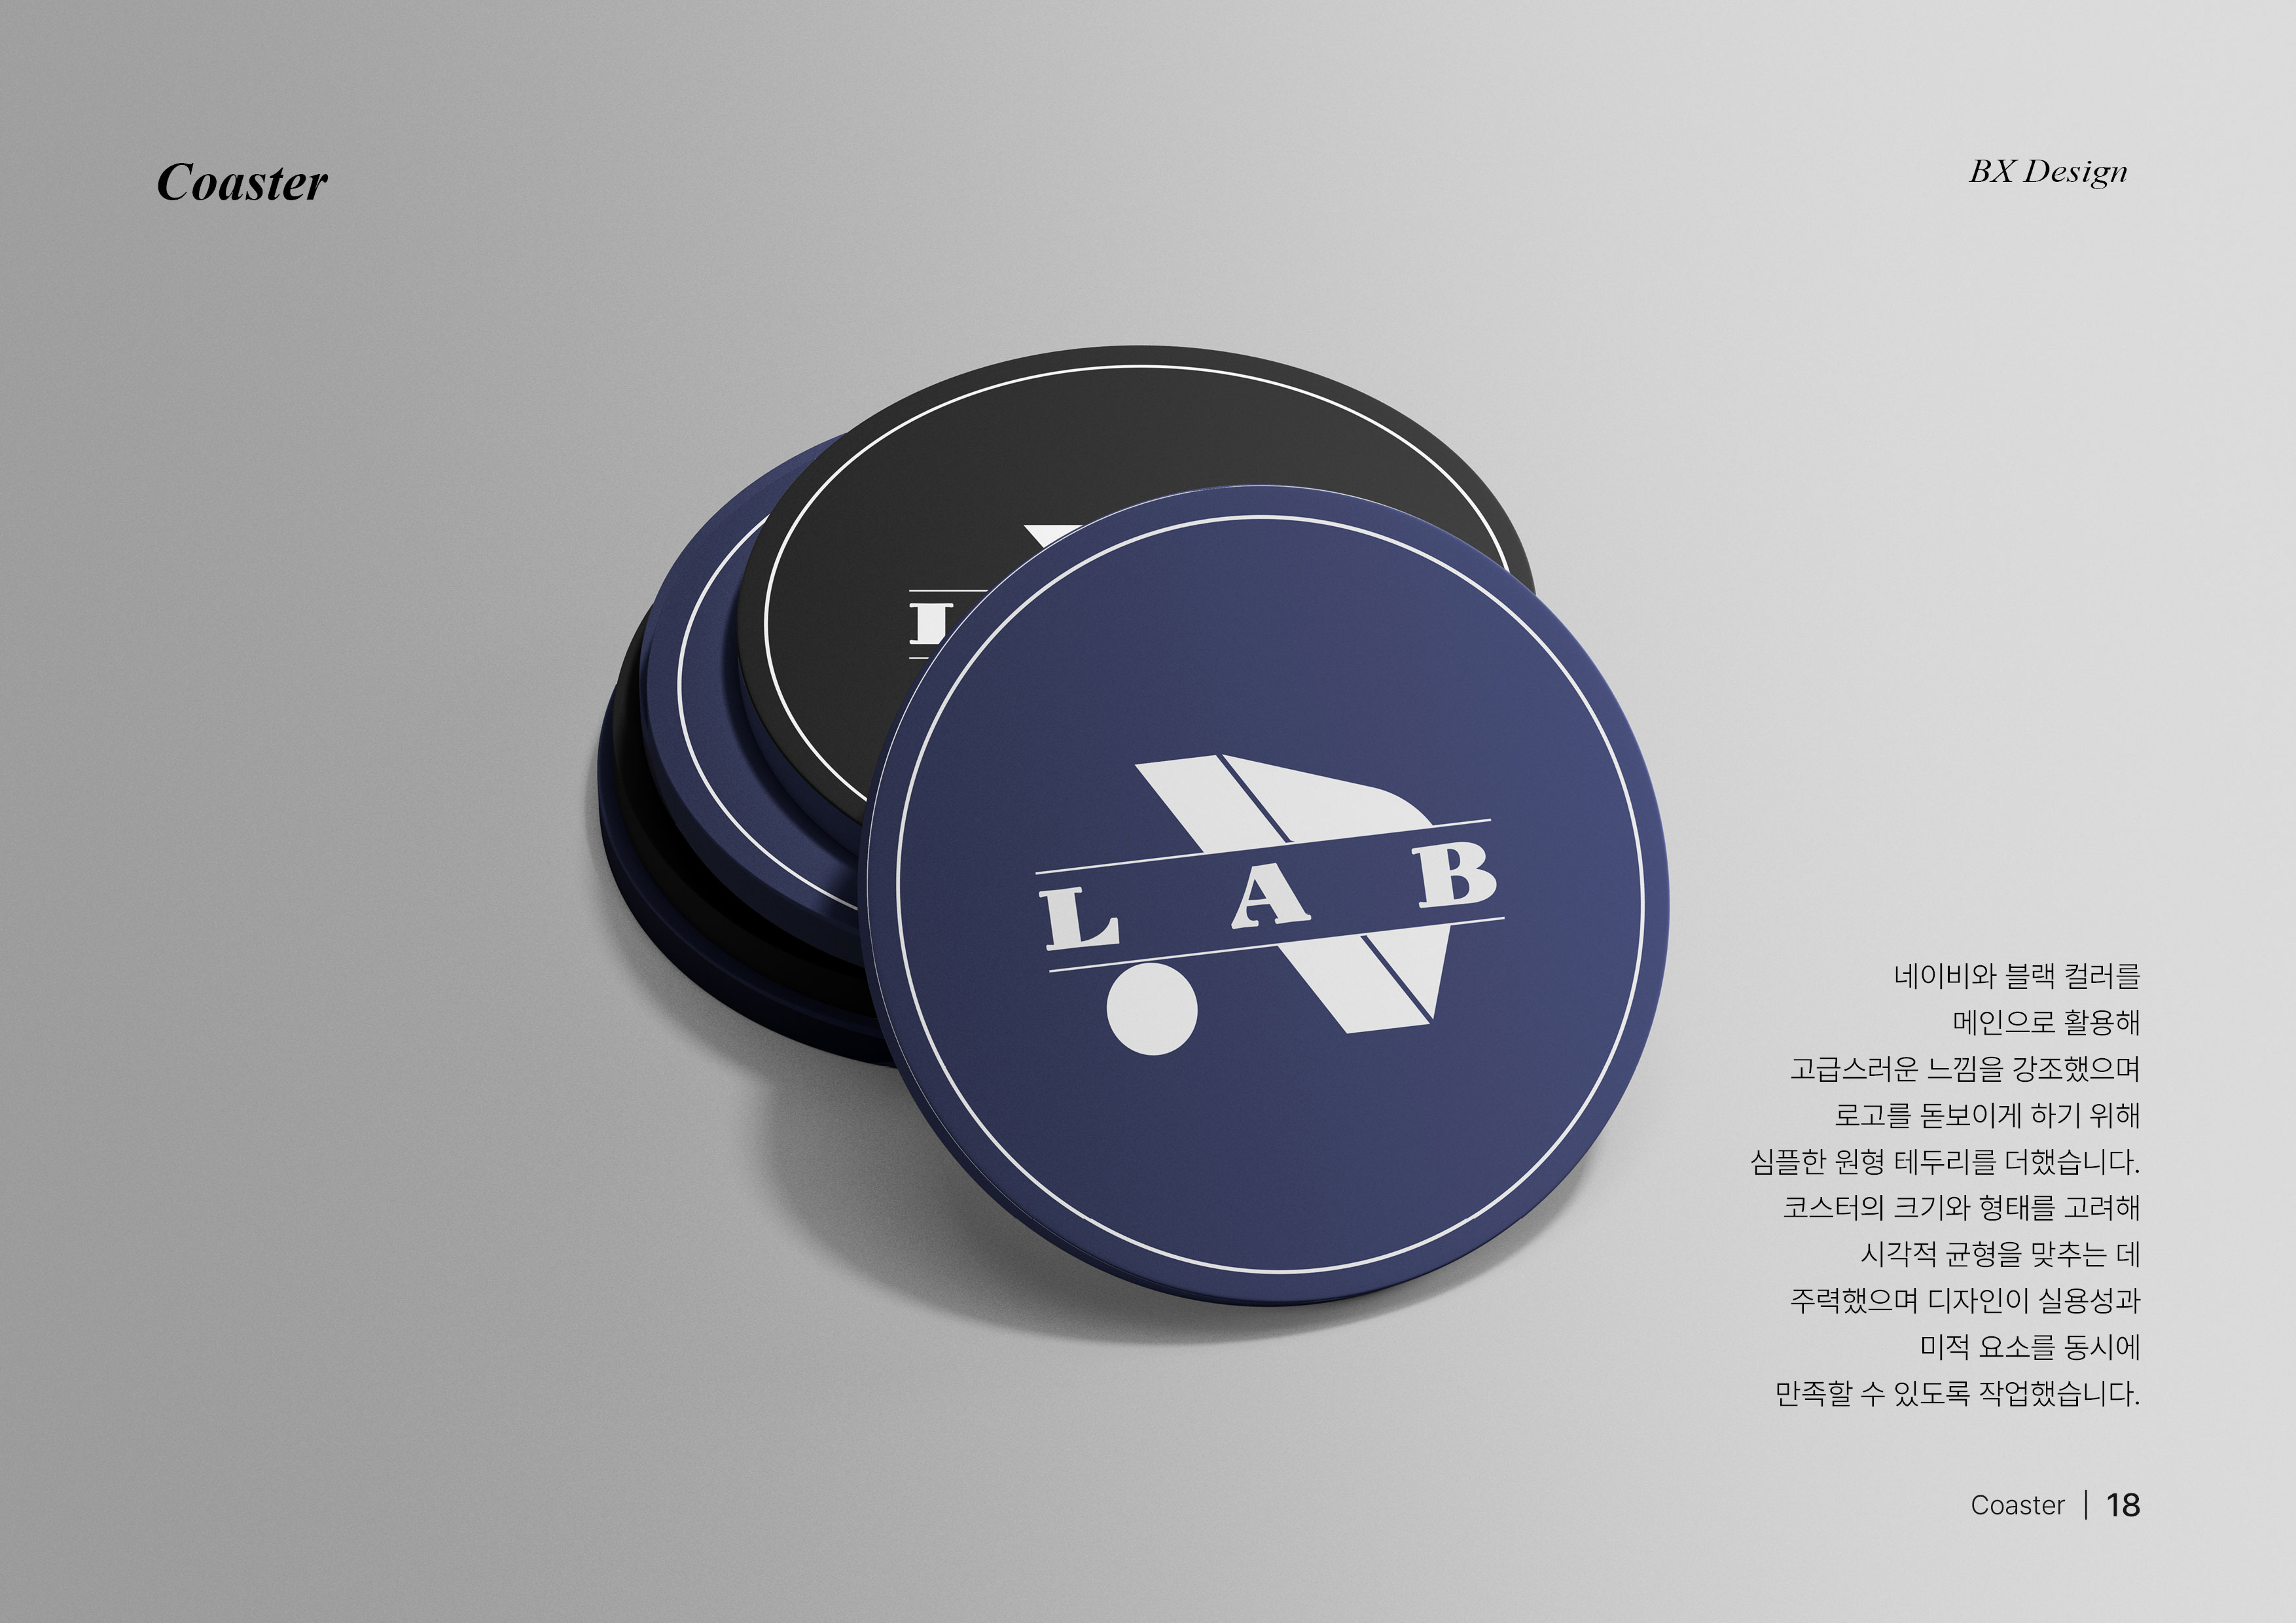 Coaster
BX Design
L A B
네이비와 블랙 컬러를
메인으로 활용해
고급스러운 느낌을 강조했으며
로고를 돋보이게 하기 위해
심플한 원형 테두리를 더했습니다.
코스터의 크기와 형태를 고려해
시각적 균형을 맞추는 데
주력했으며 디자인이 실용성과
미적 요소를 동시에
만족할 수 있도록 작업했습니다.
Coaster | 18